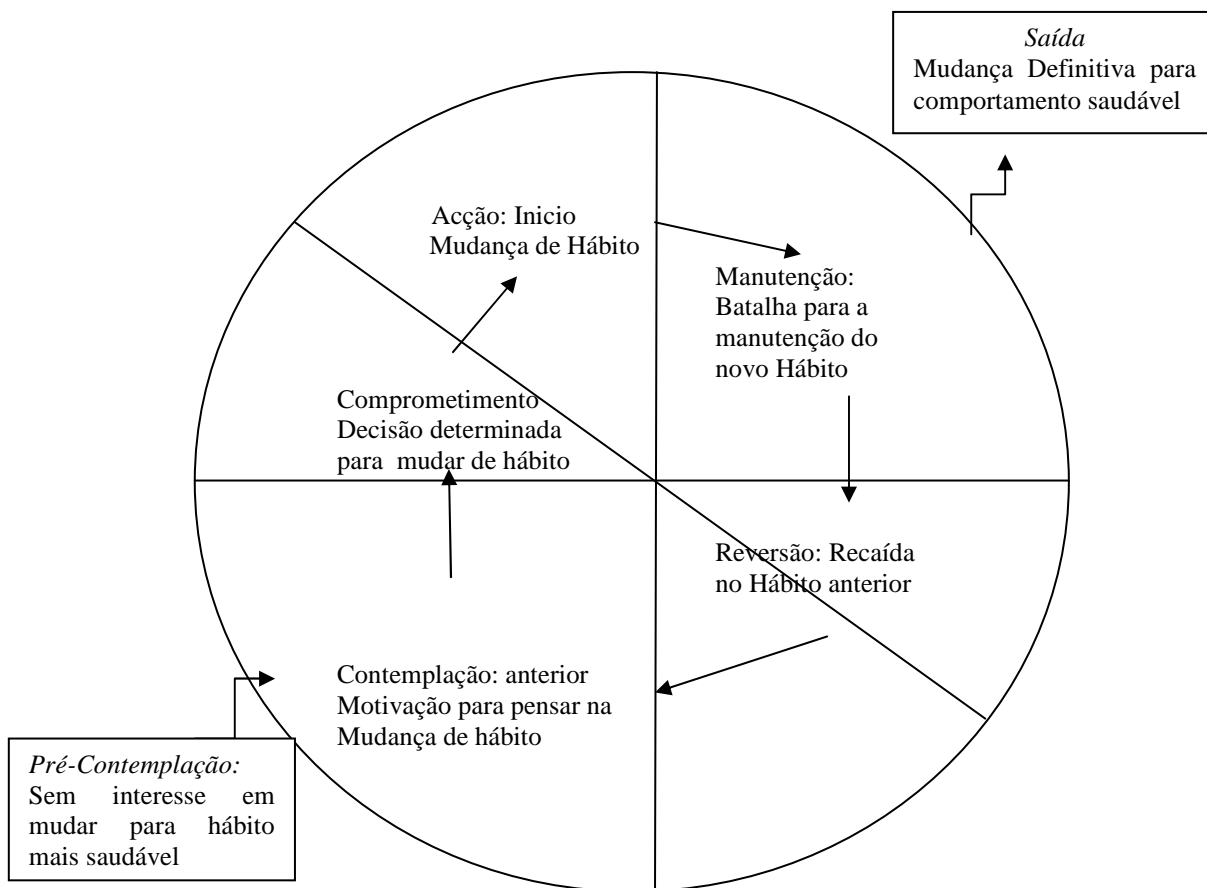 Saída
Mudança Definitiva para
comportamento saudável
Acção: Inicio
Mudança de Hábito
Manutenção:
Batalha para a
manutenção do
novo Hábito
Comprometimento
Decisão determinada
para mudar de hábito
Reversão: Recaída
no Hábito anterior
Contemplação: anterior
Motivação para pensar na
Mudança de hábito
Pré-Contemplação:
Sem interesse em
mudar para hábito
mais saudável